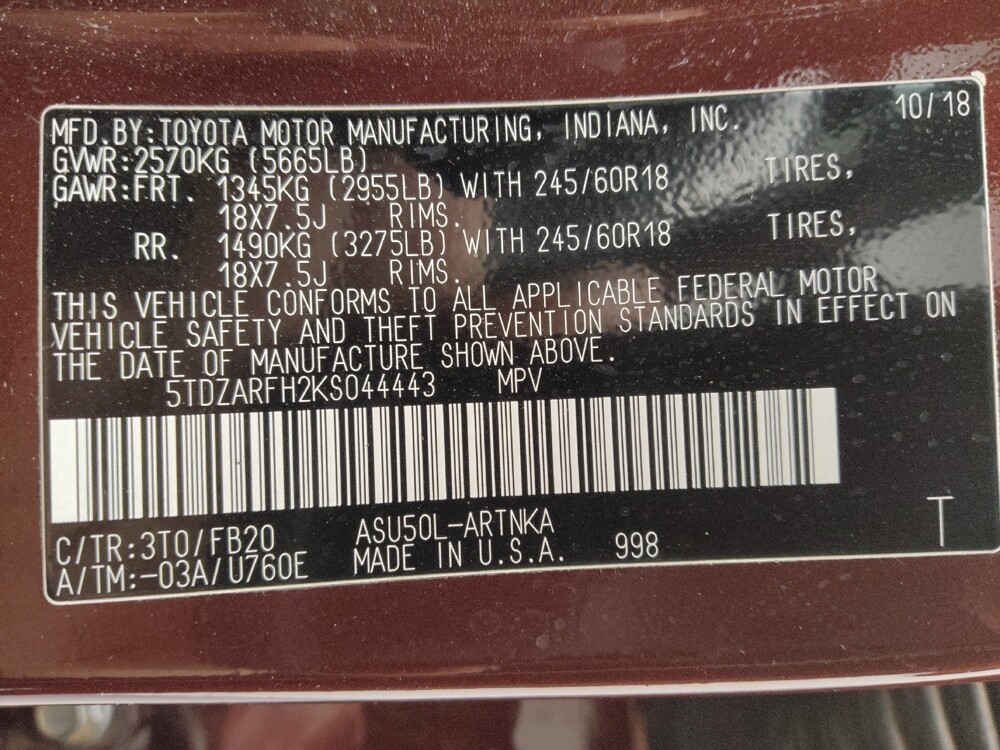 MFD.BY:TOYOTA MOTOR MANUFACTURING, INDIANA, INC. 10/18
GVWR:2570KG (5665LB)
GAWR:FRT. 1345KG (2955LB) WITH 245/60R18 TIRES,
18X7.5J RIMS.
RR. 1490KG (3275LB) WITH 245/60R18 TIRES,
18X7.5J RIMS.
THIS VEHICLE CONFORMS TO ALL APPLICABLE FEDERAL MOTOR
VEHICLE SAFETY AND THEFT PREVENTION STANDARDS IN EFFECT ON
THE DATE OF MANUFACTURE SHOWN ABOVE.
5TDZARFH2KS044443 MPV
C/TR:3T0/FB20 ASU50L-ARTNKA T
A/TM:-03A/U760E MADE IN U.S.A. 998